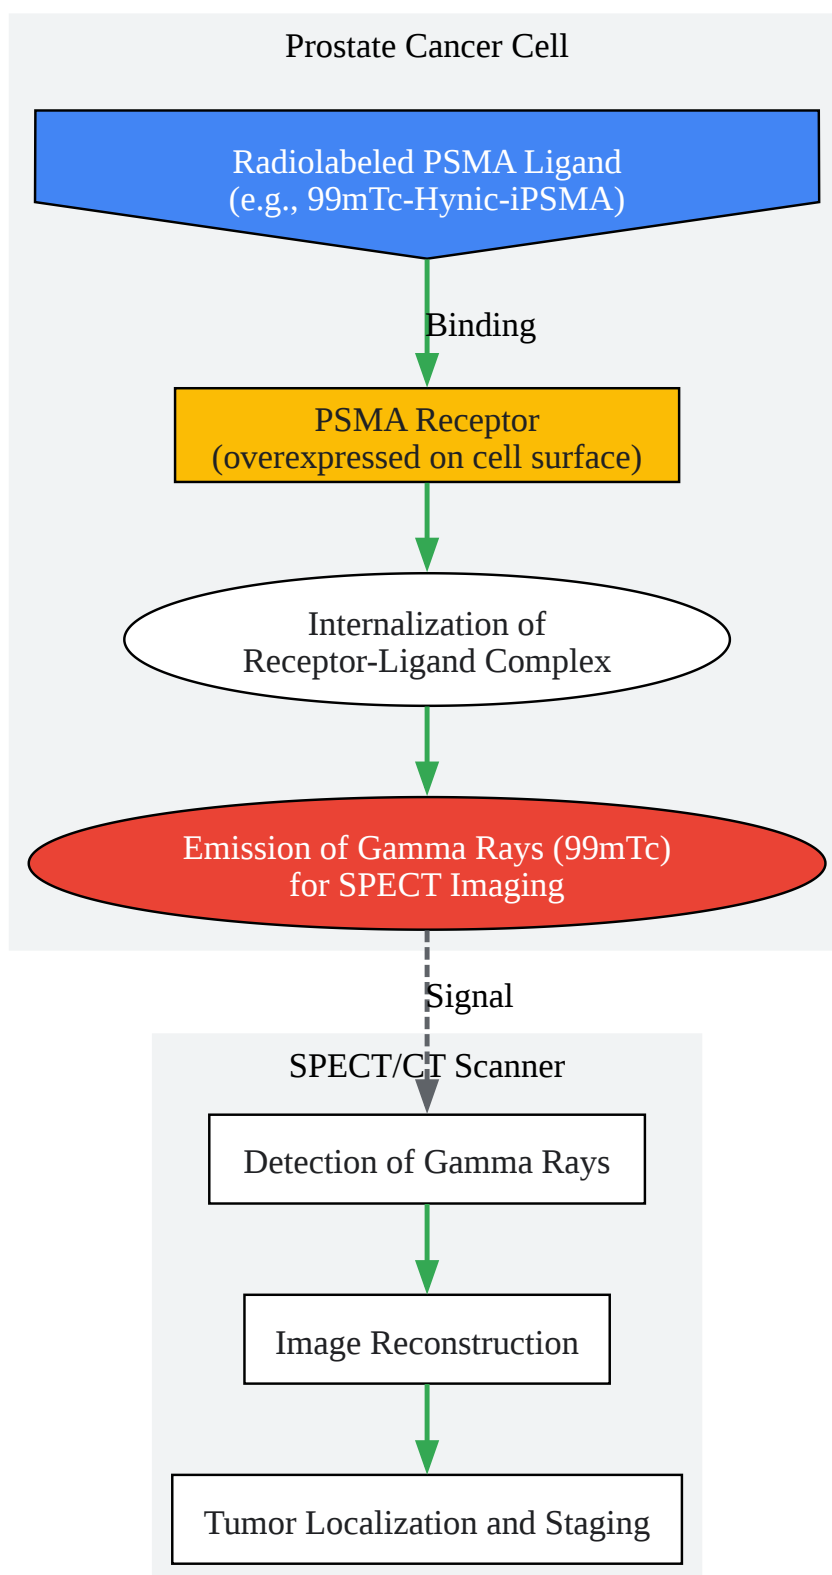 Prostate Cancer Cell
Radiolabeled PSMA Ligand
(e.g., 99mTc-Hynic-iPSMA)
Binding
PSMA Receptor
(overexpressed on cell surface)
Internalization of
Receptor-Ligand Complex
Emission of Gamma Rays (99mTc)
for SPECT Imaging
Signal
SPECT/CT Scanner
Detection of Gamma Rays
Image Reconstruction
Tumor Localization and Staging